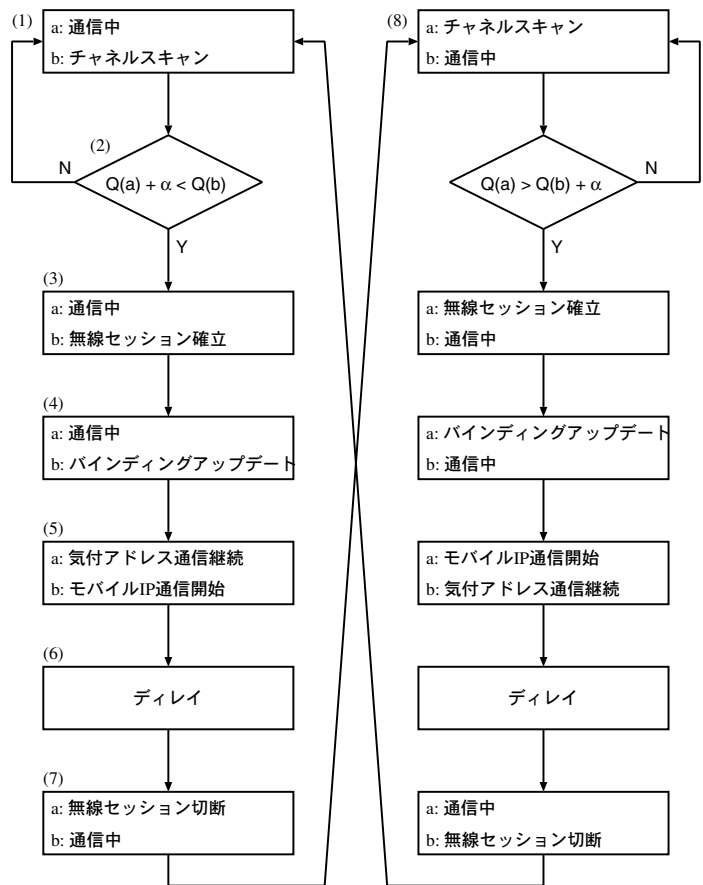 (1)
a: 通信中
b: チャネルスキャン
(2)
N
Q(a) + α < Q(b)
Y
(3)
a: 通信中
b: 無線セッション確立
(4)
a: 通信中
b: バインディングアップデート
(5)
a: 気付アドレス通信継続
b: モバイルIP通信開始
(6)
ディレイ
(7)
a: 無線セッション切断
b: 通信中
(8)
a: チャネルスキャン
b: 通信中
Q(a) > Q(b) + α
N
Y
a: 無線セッション確立
b: 通信中
a: バインディングアップデート
b: 通信中
a: モバイルIP通信開始
b: 気付アドレス通信継続
ディレイ
a: 通信中
b: 無線セッション切断